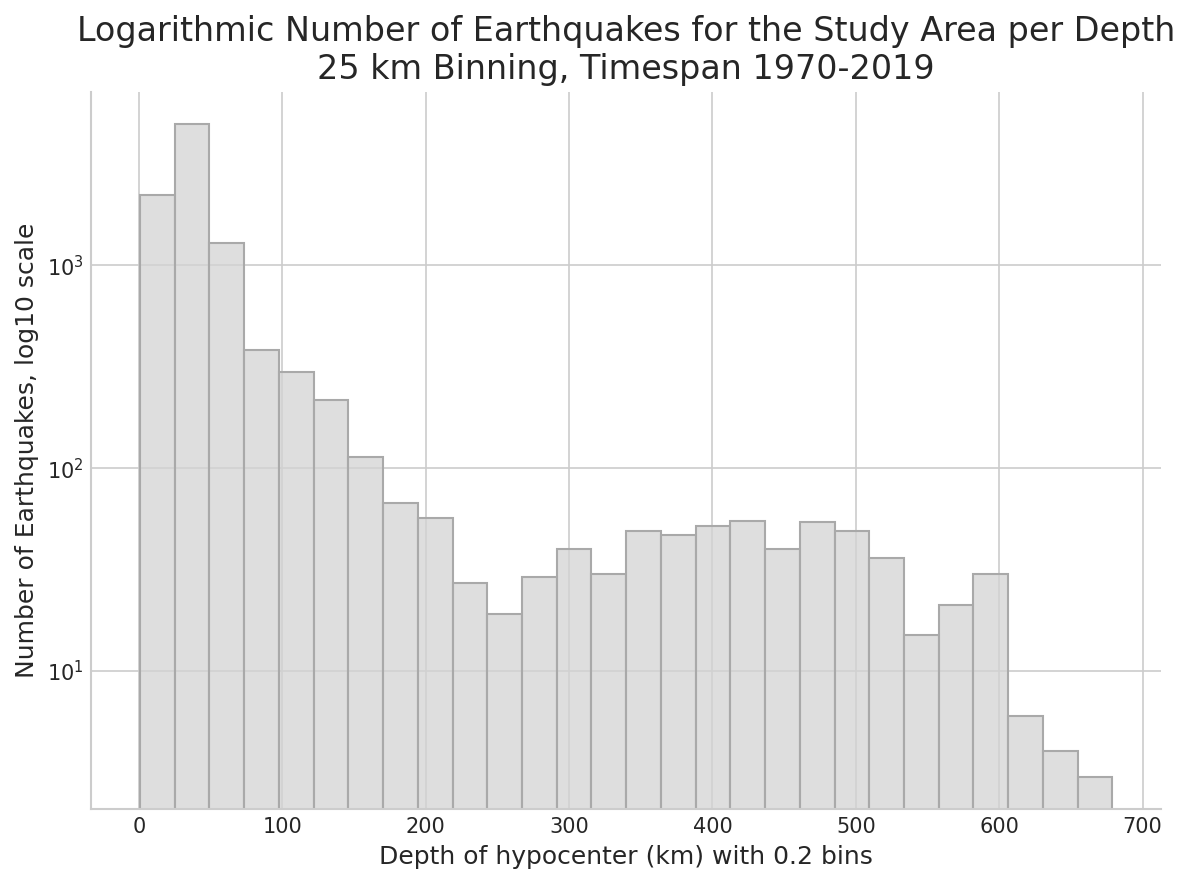 Logarithmic Number of Earthquakes for the Study Area per Depth
25 km Binning, Timespan 1970-2019
Number of Earthquakes, log10 scale
10³
10²
10¹
0 100 200 300 400 500 600 700
Depth of hypocenter (km) with 0.2 bins